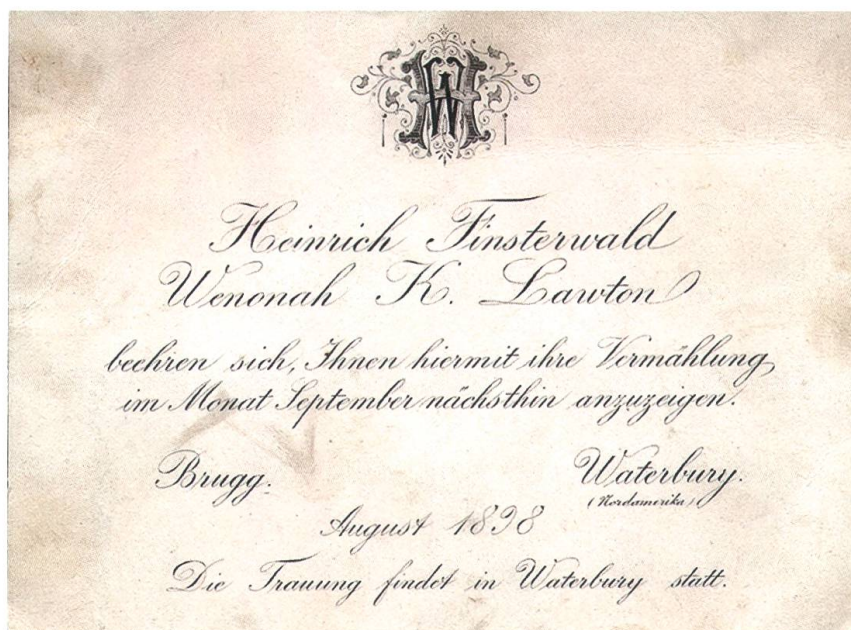 HW
Heinrich Finsterwald
Wenonah K. Lawton
beehren sich, Ihnen hiermit ihre Vermählung
im Monat September nächsthin anzuzeigen.
Brugg. Waterbury.
(Nordamerika)
August 1898
Die Trauung findet in Waterbury statt.